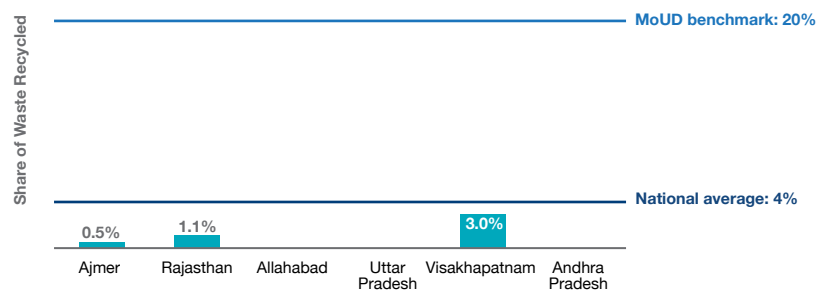 Share of Waste Recycled
MoUD benchmark: 20%
National average: 4%
0.5%
1.1%
3.0%
Ajmer
Rajasthan
Allahabad
Uttar
Pradesh
Visakhapatnam
Andhra
Pradesh